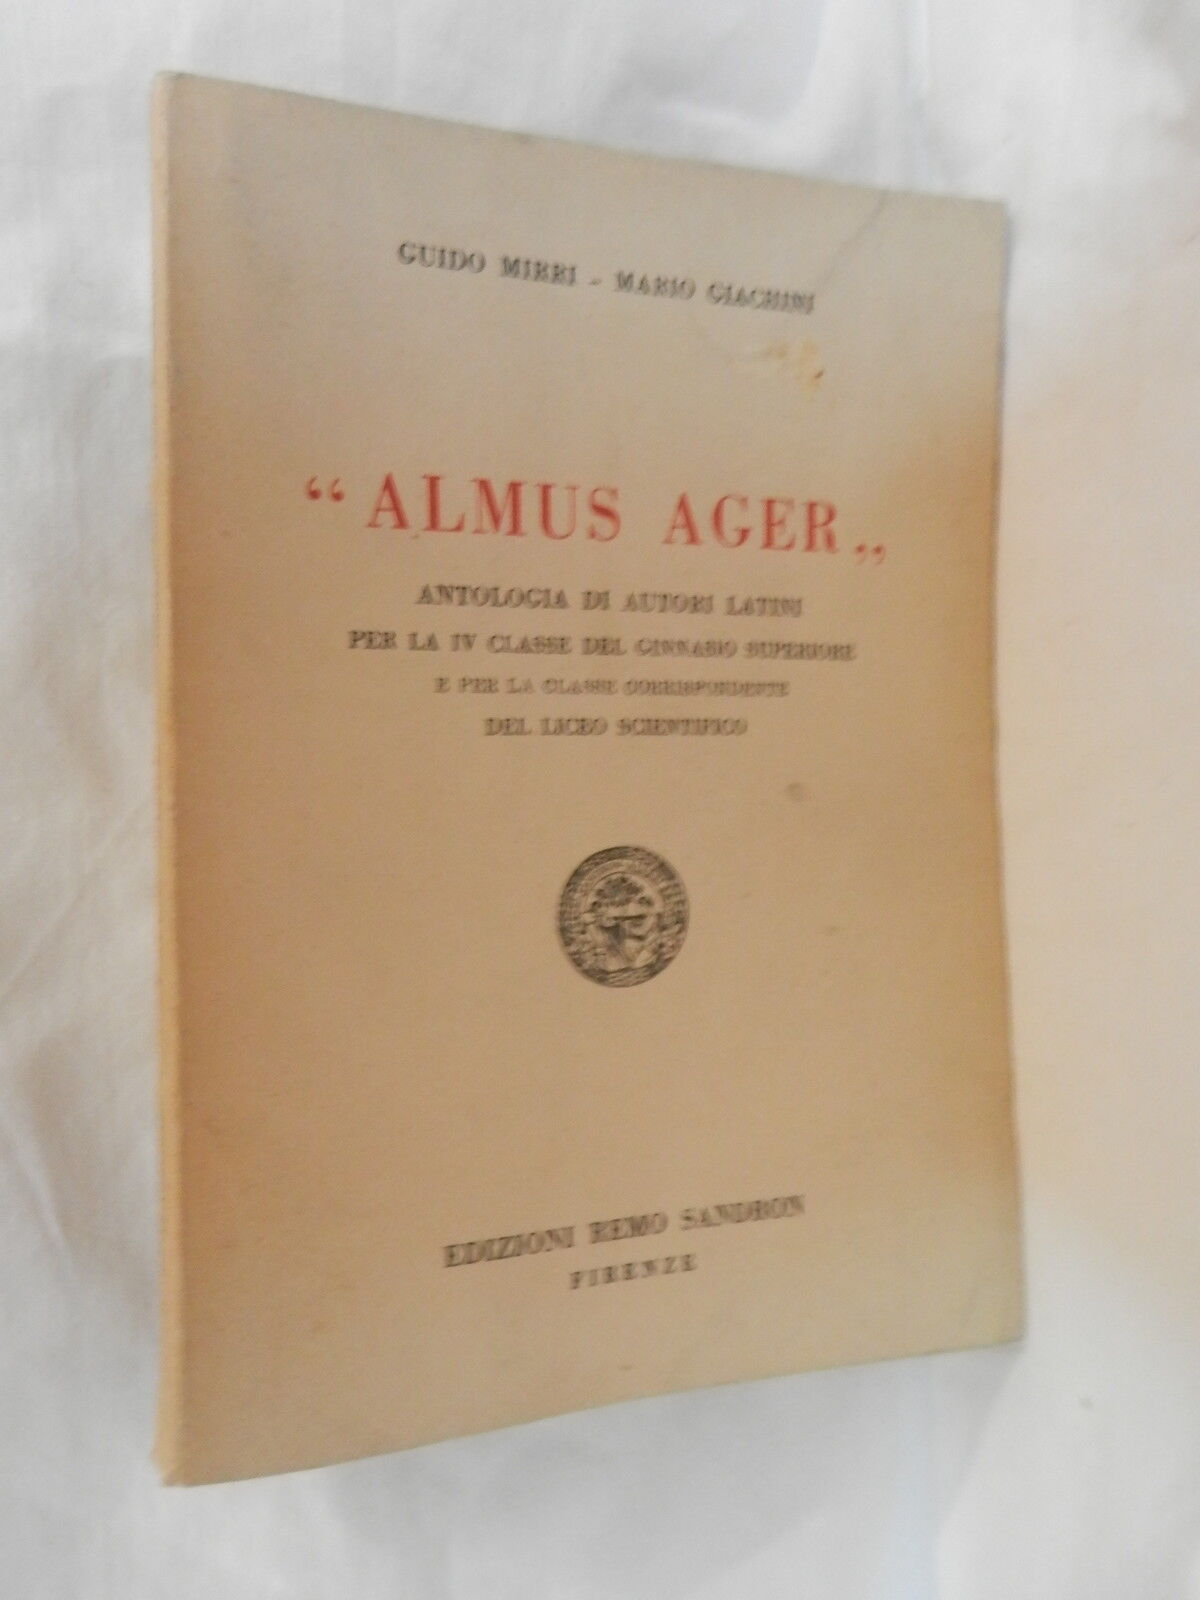 GUIDO MIRRI - MARIO GIACHINI
“ ALMUS AGER „
ANTOLOGIA DI AUTORI LATINI
PER LA IV CLASSE DEL GINNASIO SUPERIORE
E PER LA CLASSE CORRISPONDENTE
DEL LICEO SCIENTIFICO
EDIZIONI REMO SANDRON
FIRENZE